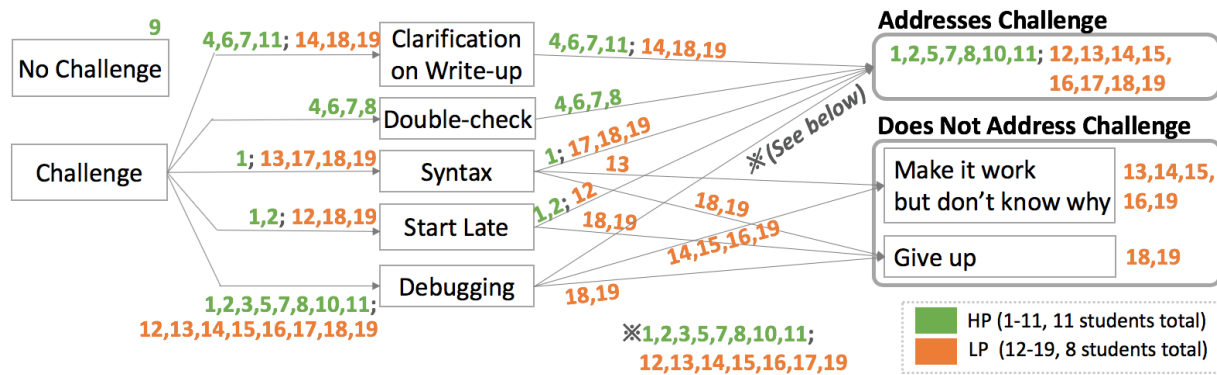 9
No Challenge
Challenge
4,6,7,11; 14,18,19
4,6,7,8
1; 13,17,18,19
1,2; 12,18,19
1,2,3,5,7,8,10,11;
12,13,14,15,16,17,18,19
Clarification
on Write-up
Double-check
Syntax
Start Late
Debugging
4,6,7,11; 14,18,19
4,6,7,8
1; 17,18,19
13
18,19
1,2; 12
18,19
※(See below)
14,15,16,19
18,19
※1,2,3,5,7,8,10,11;
12,13,14,15,16,17,19
Addresses Challenge
1,2,5,7,8,10,11; 12,13,14,15,
16,17,18,19
Does Not Address Challenge
Make it work
but don't know why
13,14,15,
16,19
Give up
18,19
HP (1-11, 11 students total)
LP (12-19, 8 students total)